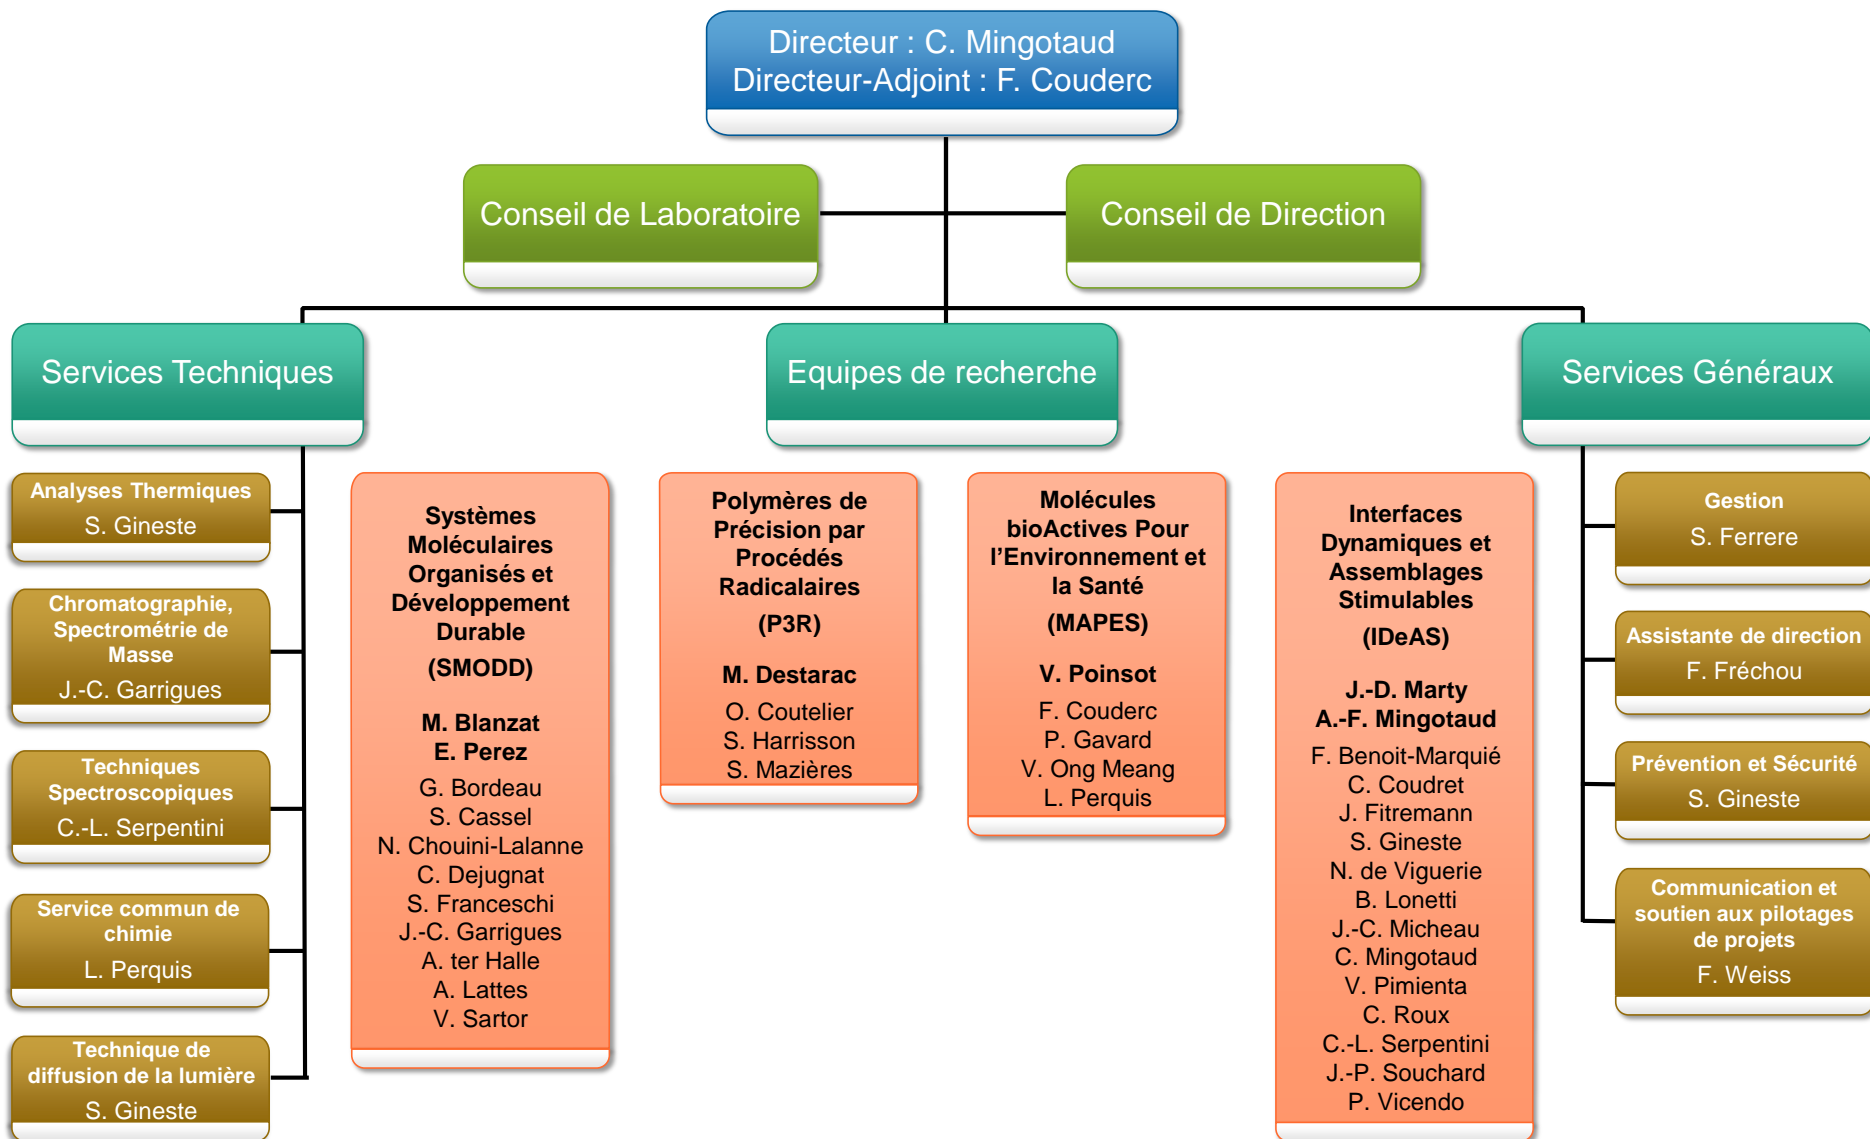 Directeur : C. Mingotaud
Directeur-Adjoint : F. Couderc
Conseil de Laboratoire
Conseil de Direction
Services Techniques
Equipes de recherche
Services Généraux
Analyses Thermiques
S. Gineste
Chromatographie,
Spectrométrie de
Masse
J.-C. Garrigues
Techniques
Spectroscopiques
C.-L. Serpentini
Service commun de
chimie
L. Perquis
Technique de
diffusion de la lumière
S. Gineste
Systèmes
Moléculaires
Organisés et
Développement
Durable
(SMODD)
M. Blanzat
E. Perez
G. Bordeau
S. Cassel
N. Chouini-Lalanne
C. Dejugnat
S. Franceschi
J.-C. Garrigues
A. ter Halle
A. Lattes
V. Sartor
Polymères de
Précision par
Procédés
Radicalaires
(P3R)
M. Destarac
O. Coutelier
S. Harrisson
S. Mazières
Molécules
bioActives Pour
l’Environnement et
la Santé
(MAPES)
V. Poinsot
F. Couderc
P. Gavard
V. Ong Meang
L. Perquis
Interfaces
Dynamiques et
Assemblages
Stimulables
(IDeAS)
J.-D. Marty
A.-F. Mingotaud
F. Benoit-Marquié
C. Coudret
J. Fitremann
S. Gineste
N. de Viguerie
B. Lonetti
J.-C. Micheau
C. Mingotaud
V. Pimienta
C. Roux
C.-L. Serpentini
J.-P. Souchard
P. Vicendo
Gestion
S. Ferrere
Assistante de direction
F. Fréchou
Prévention et Sécurité
S. Gineste
Communication et
soutien aux pilotages
de projets
F. Weiss